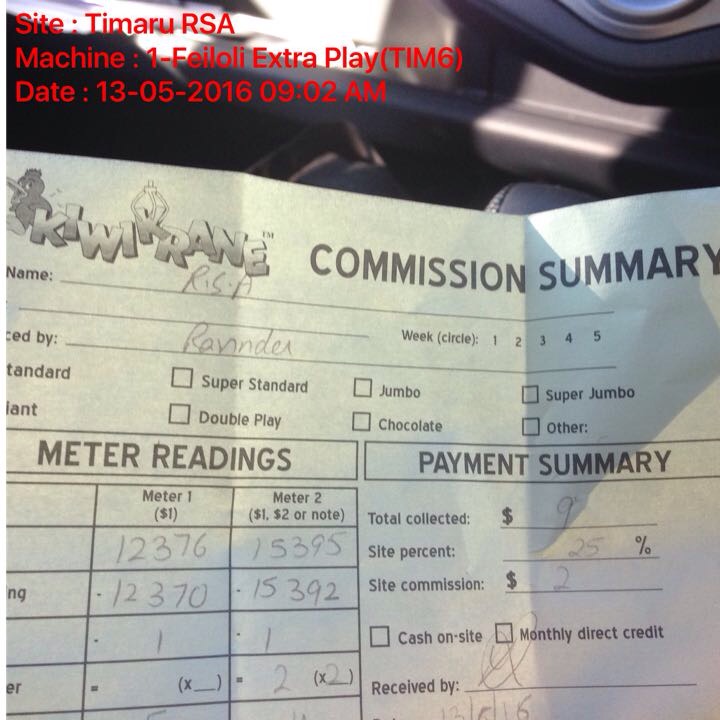 Site : Timaru RSA
Machine : 1-Feiloli Extra Play(TIM6)
Date : 13-05-2016 09:02 AM
KIWIKRANE™
COMMISSION SUMMARY
Name: R.S.A
ced by: Ravinder Week (circle): 1 2 3 4 5
tandard Super Standard Jumbo Super Jumbo
iant Double Play Chocolate Other:
METER READINGS PAYMENT SUMMARY
Meter 1 ($1) Meter 2 ($1, $2 or note)
Total collected: $ 9
12376 15395
Site percent: 25 %
ng - 12370 - 15392
Site commission: $ 2
- 1 - 1
Cash on-site Monthly direct credit
er = (x__) = 2 (x2)
Received by:
13/5/16